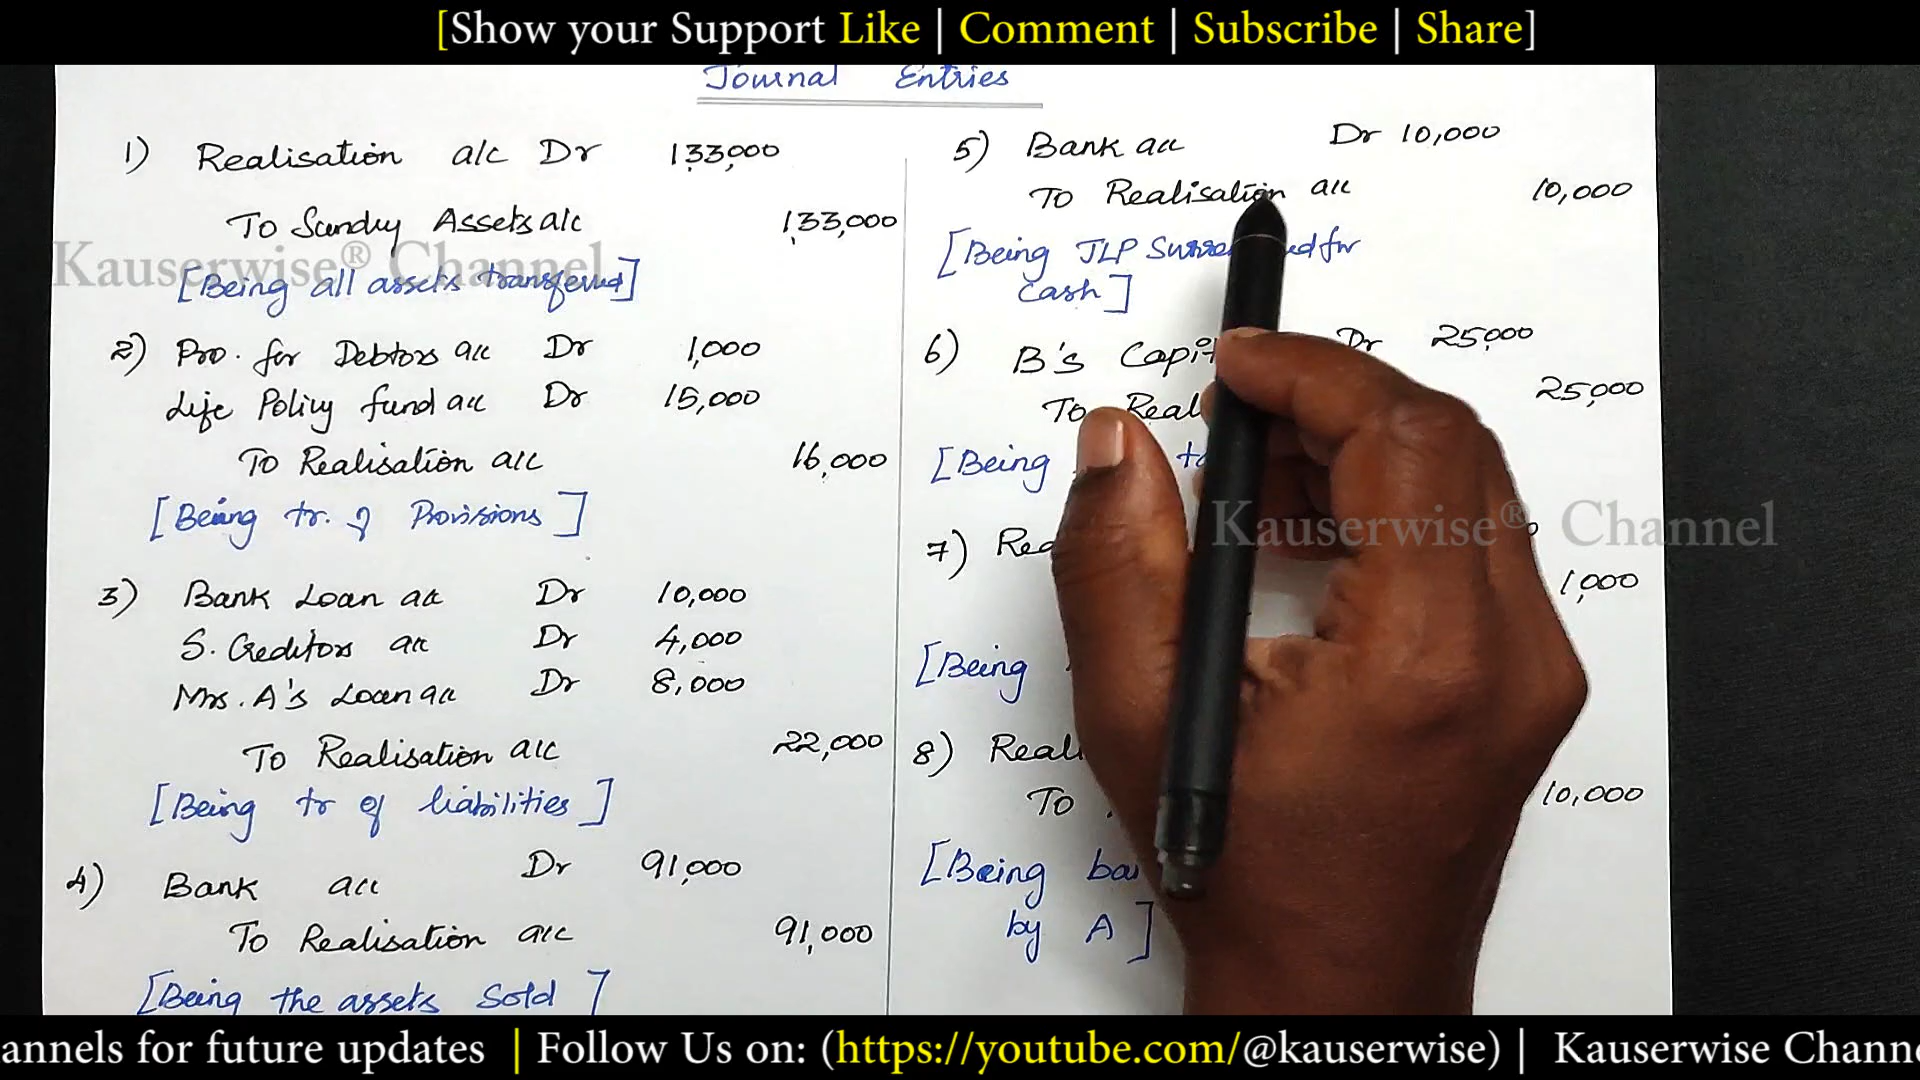 [Show your Support Like | Comment | Subscribe | Share]
Journal Entries
1) Realisation a/c Dr 133,000
To Sundry Assets a/c 133,000
[Being all assets transferred]
2) Pro. for Debtors a/c Dr 1,000
Life Policy fund a/c Dr 15,000
To Realisation a/c 16,000
[Being tr. of Provisions]
3) Bank Loan a/c Dr 10,000
S. Creditors a/c Dr 4,000
Mrs. A's Loan a/c Dr 8,000
To Realisation a/c 22,000
[Being tr of liabilities]
4) Bank a/c Dr 91,000
To Realisation a/c 91,000
[Being the assets sold]
5) Bank a/c Dr 10,000
To Realisation a/c 10,000
[Being JLP for
cash]
6) B's Dr 25,000
To 25,000
[Being
7) 1,000
[Being
8) 10,000
To
[Being
by A]
Kauserwise® Channel
Kauserwise® Channel
annels for future updates | Follow Us on: (https://youtube.com/@kauserwise) | Kauserwise Chann